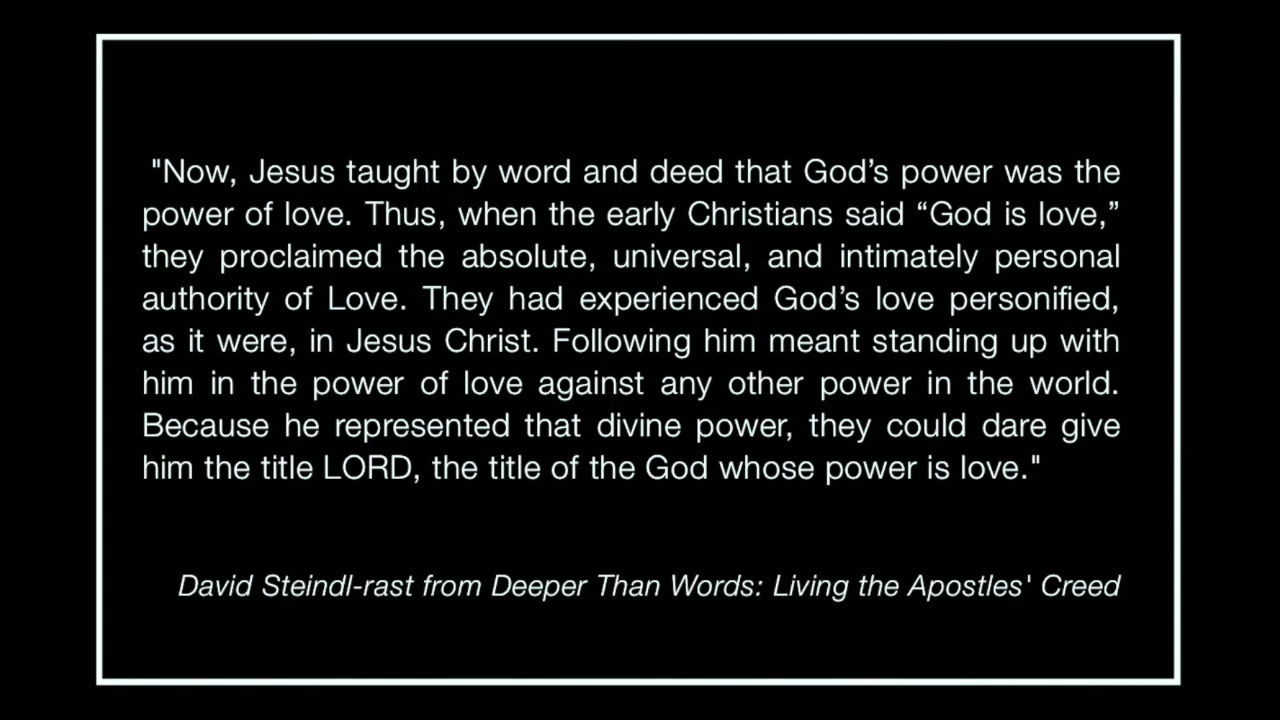 "Now, Jesus taught by word and deed that God’s power was the
power of love. Thus, when the early Christians said “God is love,”
they proclaimed the absolute, universal, and intimately personal
authority of Love. They had experienced God’s love personified,
as it were, in Jesus Christ. Following him meant standing up with
him in the power of love against any other power in the world.
Because he represented that divine power, they could dare give
him the title LORD, the title of the God whose power is love."
David Steindl-rast from Deeper Than Words: Living the Apostles' Creed